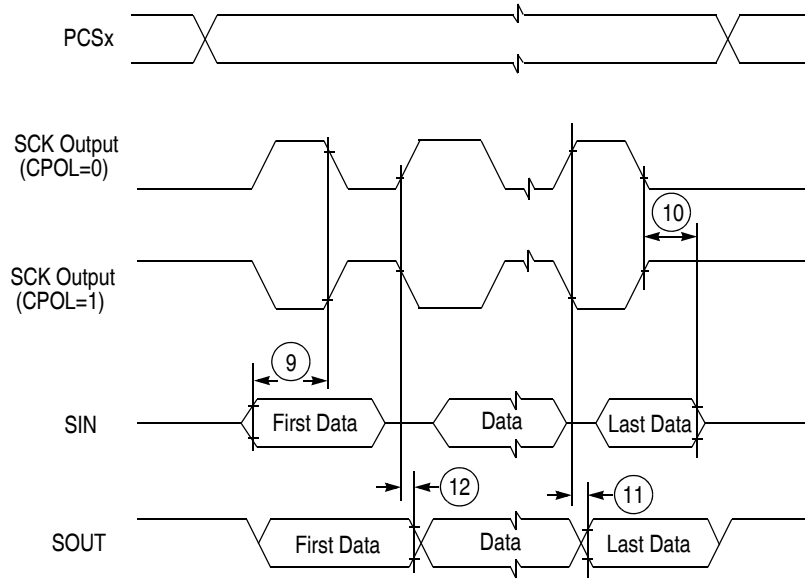 PCSx
SCK Output
(CPOL=0)
10
SCK Output
(CPOL=1)
9
SIN
First Data
Data
Last Data
12
11
SOUT
First Data
Data
Last Data